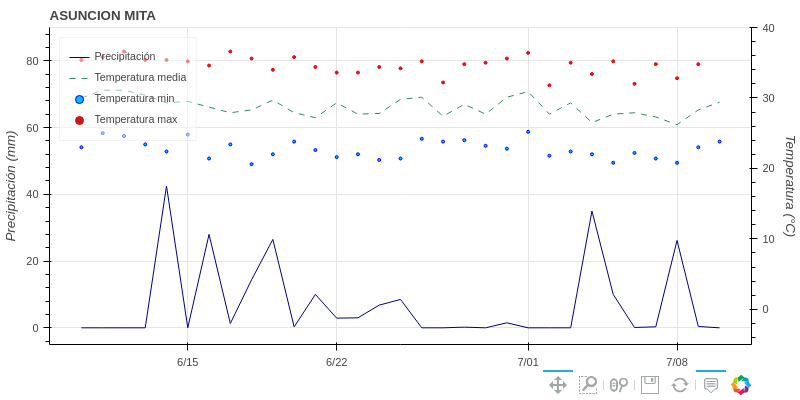 ASUNCION MITA
Precipitación
Temperatura media
Temperatura min
Temperatura max
Precipitación (mm)
80
60
40
20
0
Temperatura (°C)
40
30
20
10
0
6/15
6/22
7/01
7/08